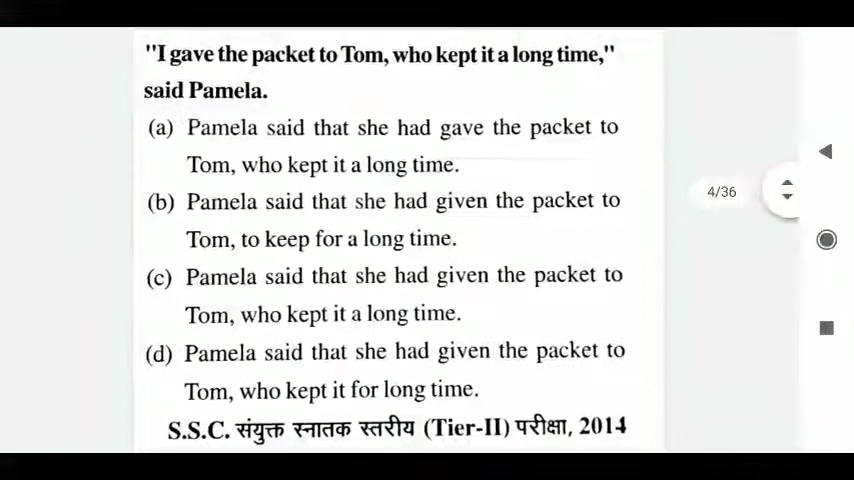 "I gave the packet to Tom, who kept it a long time,"
said Pamela.
(a) Pamela said that she had gave the packet to
Tom, who kept it a long time.
(b) Pamela said that she had given the packet to
Tom, to keep for a long time.
(c) Pamela said that she had given the packet to
Tom, who kept it a long time.
(d) Pamela said that she had given the packet to
Tom, who kept it for long time.
S.S.C. संयुक्त स्नातक स्तरीय (Tier-II) परीक्षा, 2014
4/36